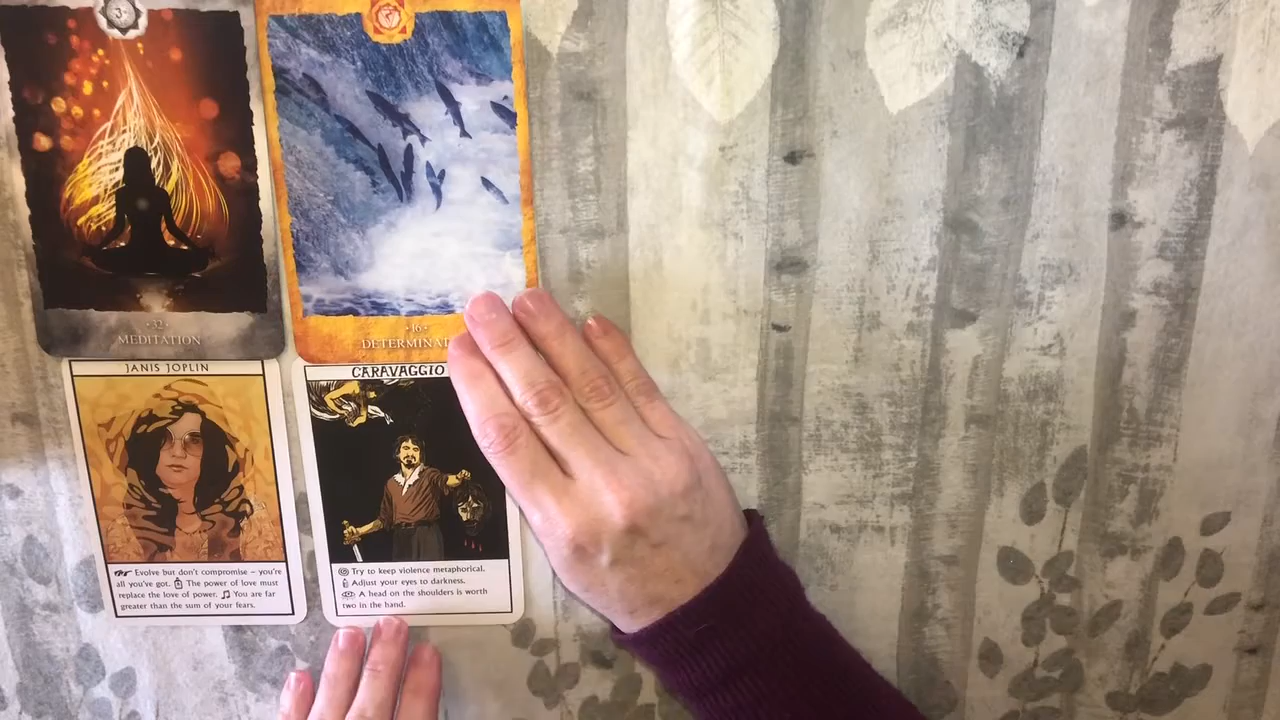 ·32·
MEDITATION
·16·
DETERMINAT
JANIS JOPLIN
Evolve but don't compromise – you're
all you've got. The power of love must
replace the love of power. You are far
greater than the sum of your fears.
CARAVAGGIO
Try to keep violence metaphorical.
Adjust your eyes to darkness.
A head on the shoulders is worth
two in the hand.